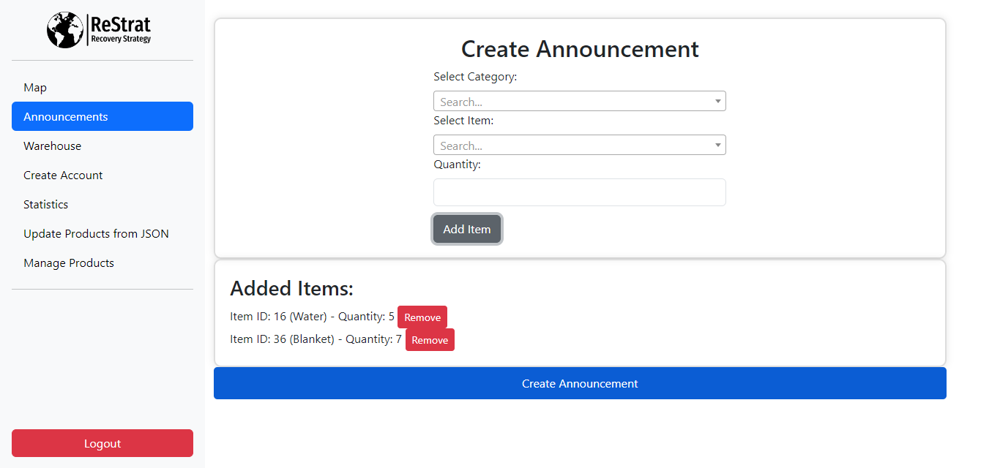 ReStrat
Recovery Strategy
Map
Announcements
Warehouse
Create Account
Statistics
Update Products from JSON
Manage Products
Logout
Create Announcement
Select Category:
Search...
Select Item:
Search...
Quantity:
Add Item
Added Items:
Item ID: 16 (Water) - Quantity: 5 Remove
Item ID: 36 (Blanket) - Quantity: 7 Remove
Create Announcement